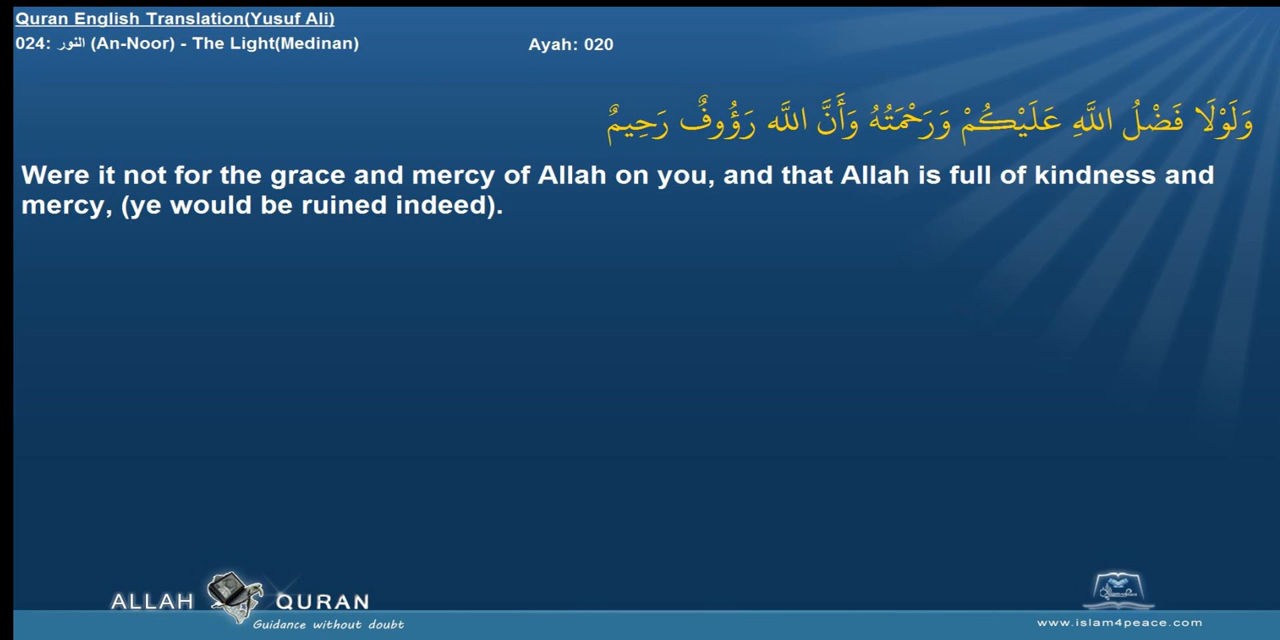 Quran English Translation(Yusuf Ali)
024: النور (An-Noor) - The Light(Medinan) Ayah: 020
وَلَوْلَا فَضْلُ اللَّهِ عَلَيْكُمْ وَرَحْمَتُهُ وَأَنَّ اللَّه رَؤُوفٌ رَحِيمٌ
Were it not for the grace and mercy of Allah on you, and that Allah is full of kindness and
mercy, (ye would be ruined indeed).
ALLAH QURAN
Guidance without doubt
www.islam4peace.com